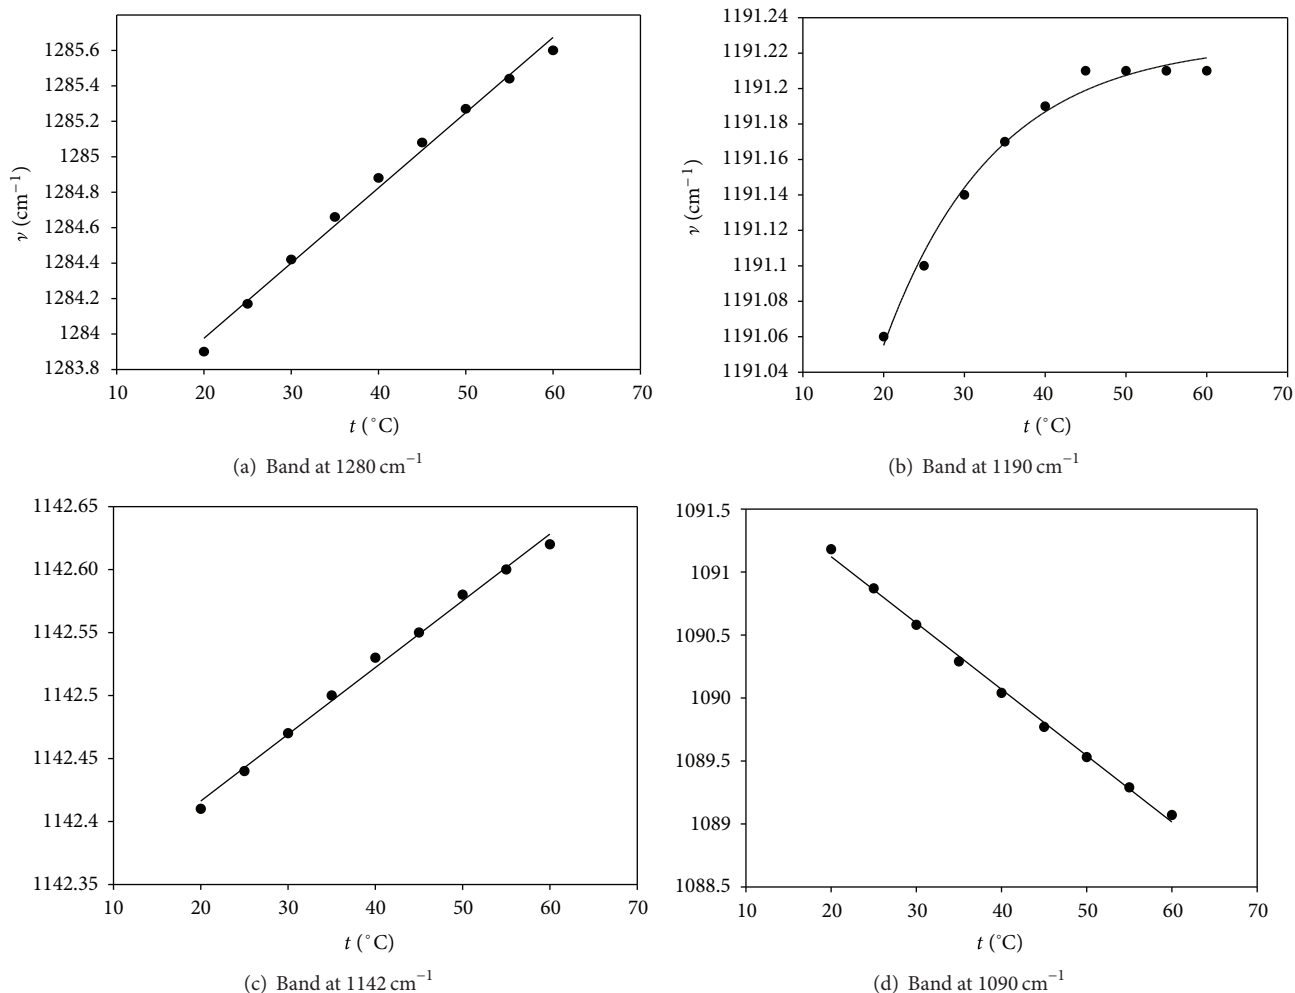 1285.6
1285.4
1285.2
1285
1284.8
1284.6
1284.4
1284.2
1284
1283.8
ν (cm−1)
10 20 30 40 50 60 70
t (°C)
(a) Band at 1280 cm−1
1191.24
1191.22
1191.2
1191.18
1191.16
1191.14
1191.12
1191.1
1191.08
1191.06
1191.04
ν (cm−1)
10 20 30 40 50 60 70
t (°C)
(b) Band at 1190 cm−1
1142.65
1142.60
1142.55
1142.5
1142.45
1142.4
1142.35
10 20 30 40 50 60 70
t (°C)
(c) Band at 1142 cm−1
1091.5
1091
1090.5
1090
1089.5
1089
1088.5
10 20 30 40 50 60 70
t (°C)
(d) Band at 1090 cm−1